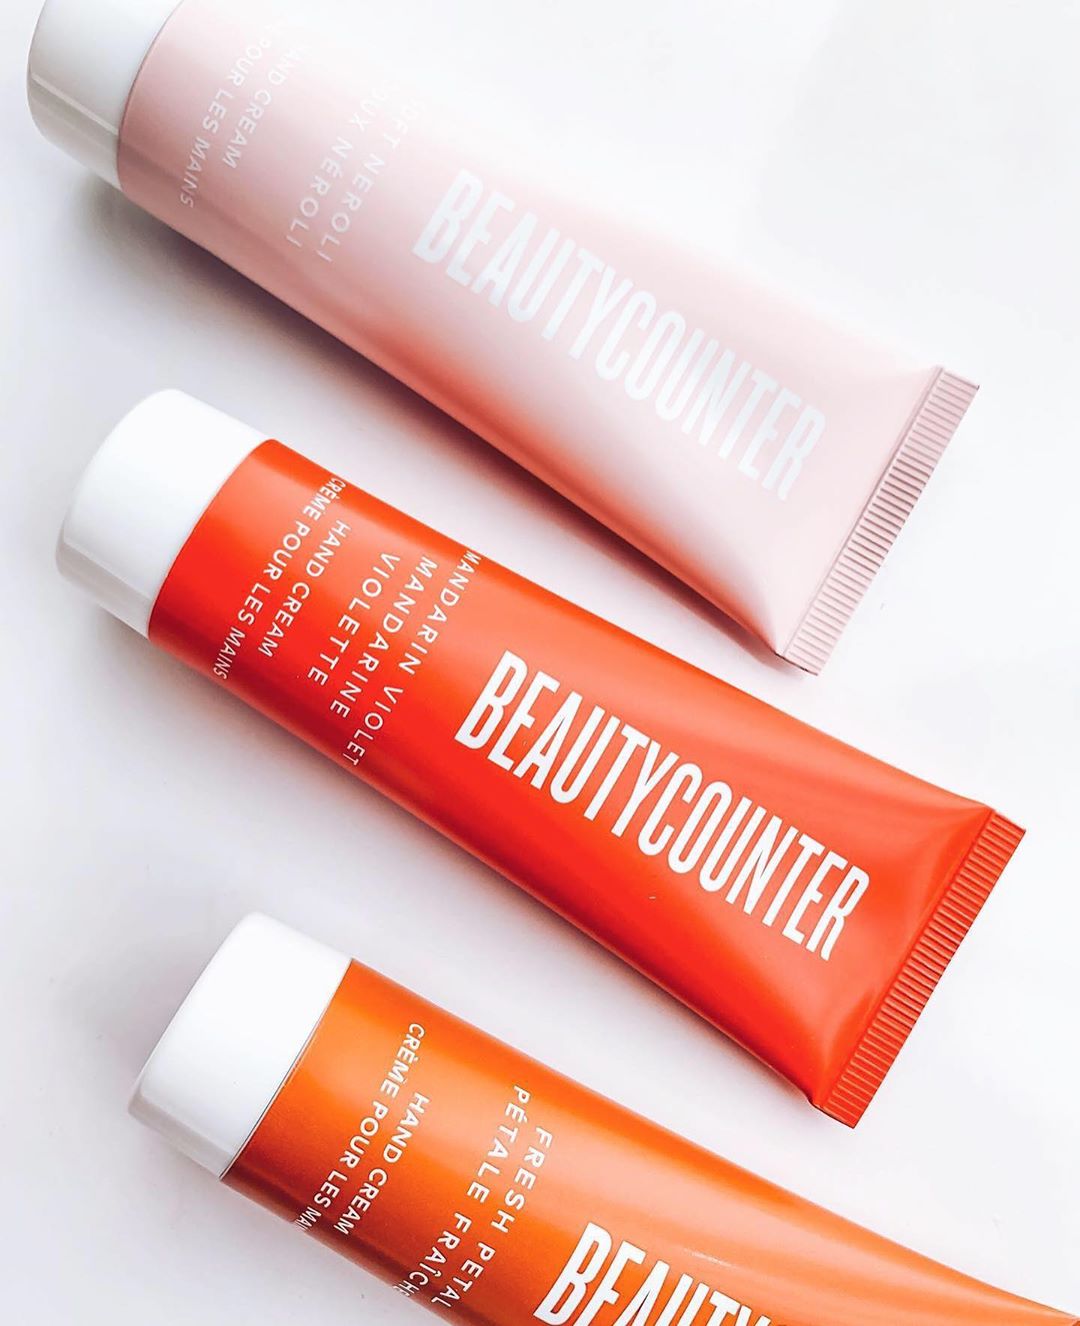 BEAUTYCOUNTER
SOFT NEROLI
DOUX NÉROLI
HAND CREAM
POUR LES MAINS
BEAUTYCOUNTER
MANDARIN VIOLET
MANDARINE
VIOLETTE
HAND CREAM
CRÈME POUR LES MAINS
BEAUTYCOUNTER
FRESH PETAL
PÉTALE FRAÎCHE
HAND CREAM
CRÈME POUR LES MAINS